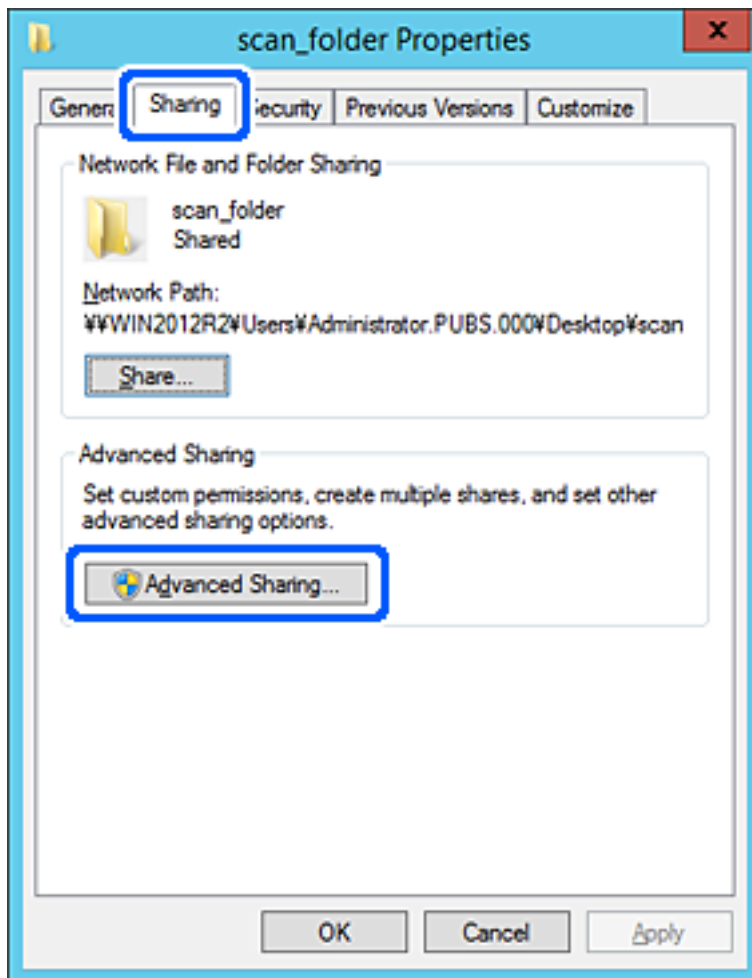 scan_folder Properties
x
General Sharing Security Previous Versions Customize
Network File and Folder Sharing
scan_folder
Shared
Network Path:
¥¥WIN2012R2¥Users¥Administrator.PUBS.000¥Desktop¥scan
Share...
Advanced Sharing
Set custom permissions, create multiple shares, and set other
advanced sharing options.
Advanced Sharing...
OK Cancel Apply